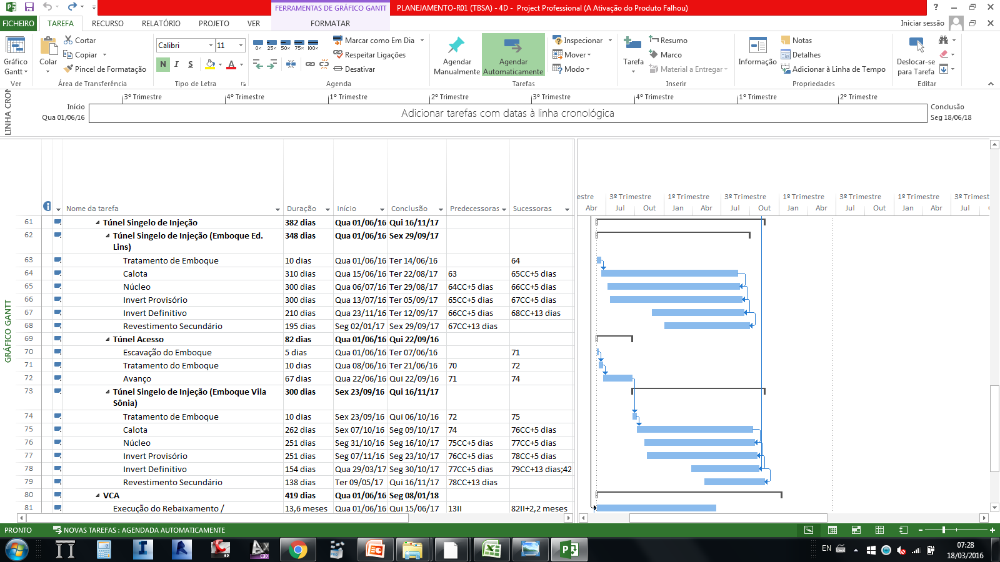 FERRAMENTAS DE GRÁFICO GANTT PLANEJAMENTO-R01 (TBSA) - 4D - Project Professional (A Ativação do Produto Falhou) ?
FICHEIRO TAREFA RECURSO RELATÓRIO PROJETO VER FORMATAR Iniciar sessão
Gráfico Gantt
Ver
Colar
Cortar
Copiar
Pincel de Formatação
Área de Transferência
Calibri 11
N I S A
Tipo de Letra
0% 25% 50% 75% 100%
Marcar como Em Dia
Respeitar Ligações
Desativar
Agenda
Agendar Manualmente
Agendar Automaticamente
Inspecionar
Mover
Modo
Tarefas
Tarefa
Resumo
Marco
Material a Entregar
Inserir
Informação
Notas
Detalhes
Adicionar à Linha de Tempo
Propriedades
Deslocar-se para Tarefa
Editar
LINHA CRON
3º Trimestre 4º Trimestre 1º Trimestre 2º Trimestre 3º Trimestre 4º Trimestre 1º Trimestre 2º Trimestre
Início
Qua 01/06/16
Adicionar tarefas com datas à linha cronológica
Conclusão
Seg 18/06/18
GRÁFICO GANTT
Nome da tarefa Duração Início Conclusão Predecessoras Sucessoras
estre 3º Trimestre 1º Trimestre 3º Trimestre 1º Trimestre 3º Trimestre 1º Trimestre 3º Trimest
Abr Jul Out Jan Abr Jul Out Jan Abr Jul Out Jan Abr Jul
61 Túnel Singelo de Injeção 382 dias Qua 01/06/16 Qui 16/11/17
62 Túnel Singelo de Injeção (Emboque Ed. Lins) 348 dias Qua 01/06/16 Sex 29/09/17
63 Tratamento de Emboque 10 dias Qua 01/06/16 Ter 14/06/16 64
64 Calota 310 dias Qua 15/06/16 Ter 22/08/17 63 65CC+5 dias
65 Núcleo 300 dias Qua 06/07/16 Ter 29/08/17 64CC+5 dias 66CC+5 dias
66 Invert Provisório 300 dias Qua 13/07/16 Ter 05/09/17 65CC+5 dias 67CC+5 dias
67 Invert Definitivo 210 dias Qua 23/11/16 Ter 12/09/17 66CC+5 dias 68CC+13 dias
68 Revestimento Secundário 195 dias Seg 02/01/17 Sex 29/09/17 67CC+13 dias
69 Túnel Acesso 82 dias Qua 01/06/16 Qui 22/09/16
70 Escavação do Emboque 5 dias Qua 01/06/16 Ter 07/06/16 71
71 Tratamento do Emboque 10 dias Qua 08/06/16 Ter 21/06/16 70 72
72 Avanço 67 dias Qua 22/06/16 Qui 22/09/16 71 74
73 Túnel Singelo de Injeção (Emboque Vila Sônia) 300 dias Sex 23/09/16 Qui 16/11/17
74 Tratamento de Emboque 10 dias Sex 23/09/16 Qui 06/10/16 72 75
75 Calota 262 dias Sex 07/10/16 Seg 09/10/17 74 76CC+5 dias
76 Núcleo 251 dias Seg 31/10/16 Seg 16/10/17 75CC+5 dias 77CC+5 dias
77 Invert Provisório 251 dias Seg 07/11/16 Seg 23/10/17 76CC+5 dias 78CC+5 dias
78 Invert Definitivo 154 dias Qua 29/03/17 Seg 30/10/17 77CC+5 dias 79CC+13 dias;42
79 Revestimento Secundário 138 dias Ter 09/05/17 Qui 16/11/17 78CC+13 dias
80 VCA 419 dias Qua 01/06/16 Seg 08/01/18
81 Execução do Rebaixamento / 13,6 meses Qua 01/06/16 Qui 15/06/17 13II 82II+2,2 meses
PRONTO NOVAS TAREFAS : AGENDADA AUTOMATICAMENTE
EN 07:28
18/03/2016